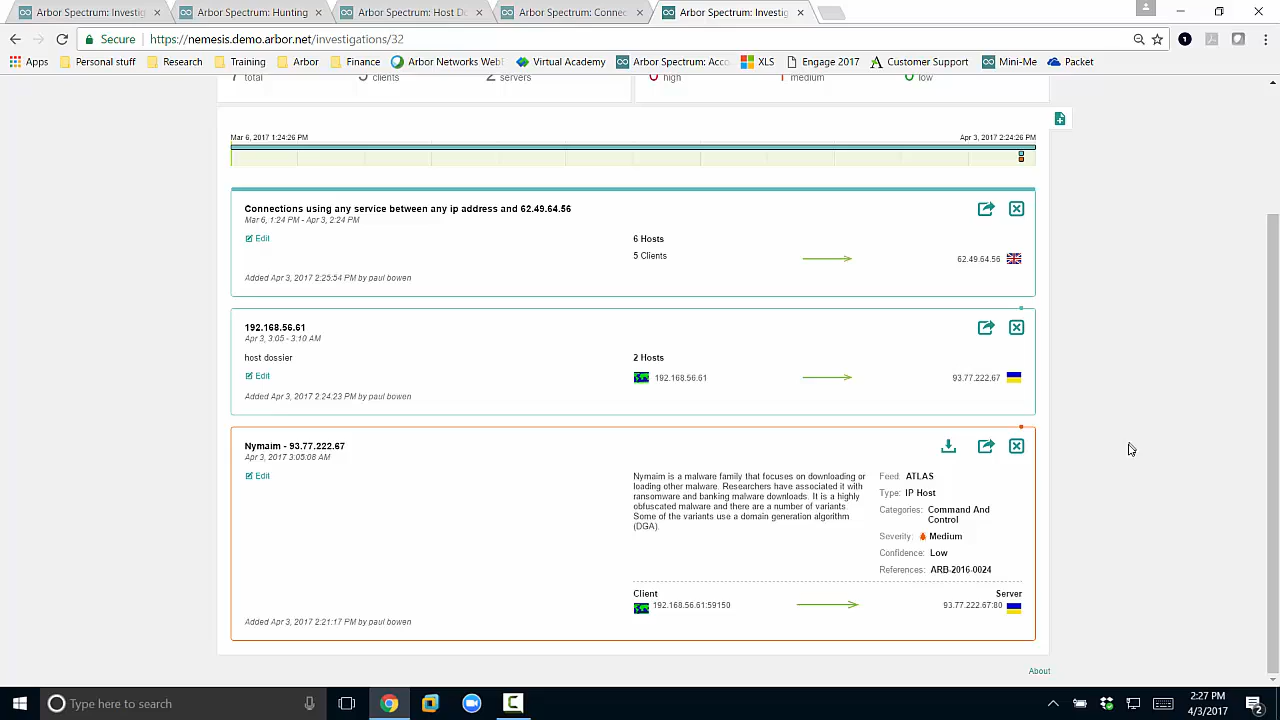 Arbor Spectrum: Investig
Arbor Spectrum: Hunting
Arbor Spectrum: Host Do
Arbor Spectrum: Connec
Arbor Spectrum: Investig
Secure
https://nemesis.demo.arbor.net/investigations/32
Apps
Personal stuff
Research
Training
Arbor
Finance
Arbor Networks WebE
Virtual Academy
Arbor Spectrum: Acc
XLS
Engage 2017
Customer Support
Mini-Me
Packet
7 total
clients
servers
high
medium
low
Mar 6, 2017 1:24:26 PM
Apr 3, 2017 2:24:26 PM
Connections using any service between any ip address and 62.49.64.56
Mar 6, 1:24 PM - Apr 3, 2:24 PM
Edit
6 Hosts
5 Clients
62.49.64.56
Added Apr 3, 2017 2:25:54 PM by paul bowen
192.168.56.61
Apr 3, 3:05 - 3:10 AM
host dossier
2 Hosts
Edit
192.168.56.61
93.77.222.67
Added Apr 3, 2017 2:24:23 PM by paul bowen
Nymaim - 93.77.222.67
Apr 3, 2017 3:05:08 AM
Edit
Nymaim is a malware family that focuses on downloading or
loading other malware. Researchers have associated it with
ransomware and banking malware downloads. It is a highly
obfuscated malware and there are a number of variants.
Some of the variants use a domain generation algorithm
(DGA).
Feed: ATLAS
Type: IP Host
Categories: Command And
Control
Severity: Medium
Confidence: Low
References: ARB-2016-0024
Client
Server
192.168.56.61:59150
93.77.222.67:80
Added Apr 3, 2017 2:21:17 PM by paul bowen
About
Type here to search
2:27 PM
4/3/2017
2